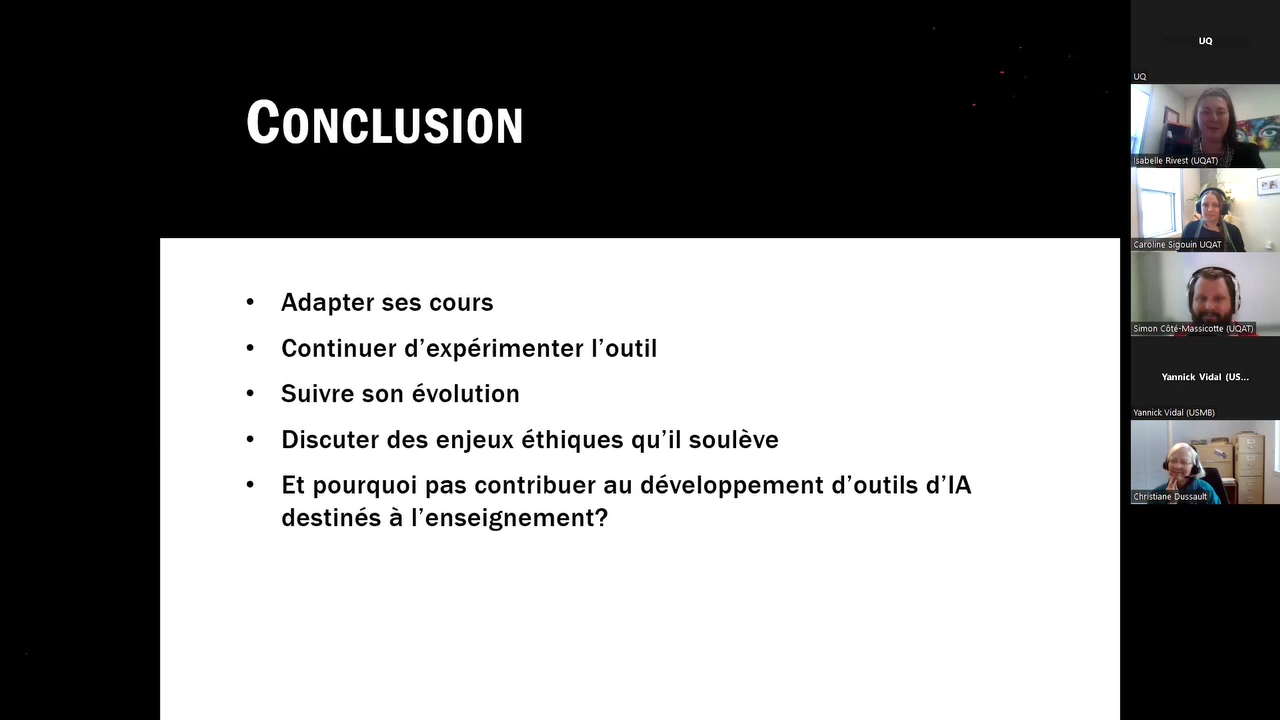 CONCLUSION
• Adapter ses cours
• Continuer d’expérimenter l’outil
• Suivre son évolution
• Discuter des enjeux éthiques qu’il soulève
• Et pourquoi pas contribuer au développement d’outils d’IA
destinés à l’enseignement?
UQ
UQ
Isabelle Rivest (UQAT)
Caroline Sigouin UQAT
Simon Côté-Massicotte (UQAT)
Yannick Vidal (US...
Yannick Vidal (USMB)
Christiane Dussault